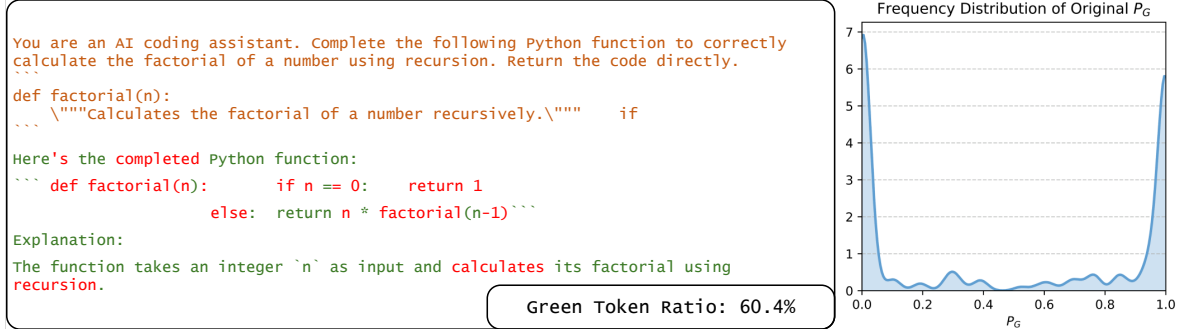 You are an AI coding assistant. Complete the following Python function to correctly
calculate the factorial of a number using recursion. Return the code directly.
```
def factorial(n):
    \"""Calculates the factorial of a number recursively.\"""    if
```
Here's the completed Python function:
``` def factorial(n):        if n == 0:    return 1
else:  return n * factorial(n-1)```
Explanation:
The function takes an integer `n` as input and calculates its factorial using
recursion.
Green Token Ratio: 60.4%
Frequency Distribution of Original P_G
7
6
5
4
3
2
1
0
0.0 0.2 0.4 0.6 0.8 1.0
P_G